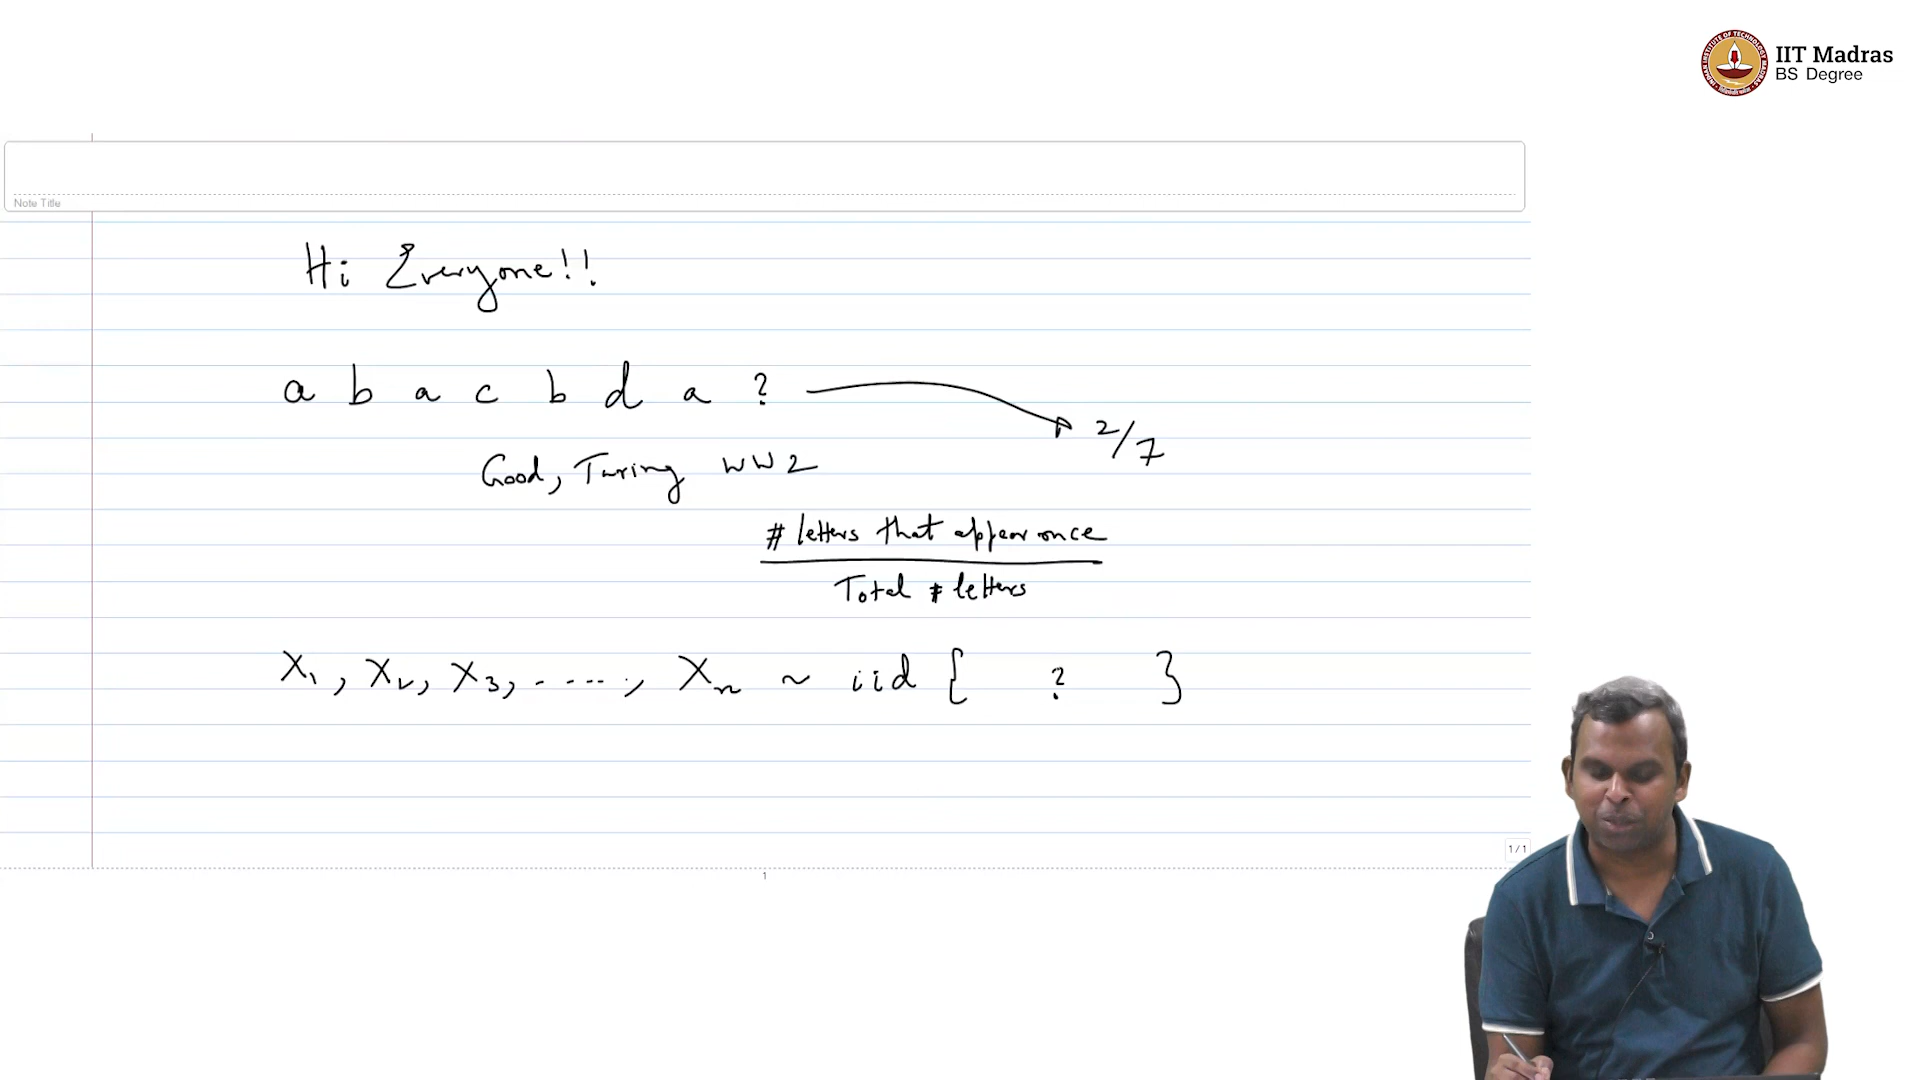 IIT Madras
BS Degree
Note Title
Hi Everyone!!
a b a c b d a ?
2/7
Good, Turing WW2
# letters that appear once
Total # letters
X1, X2, X3, ....., Xn ~ iid { ? }
1/1
1